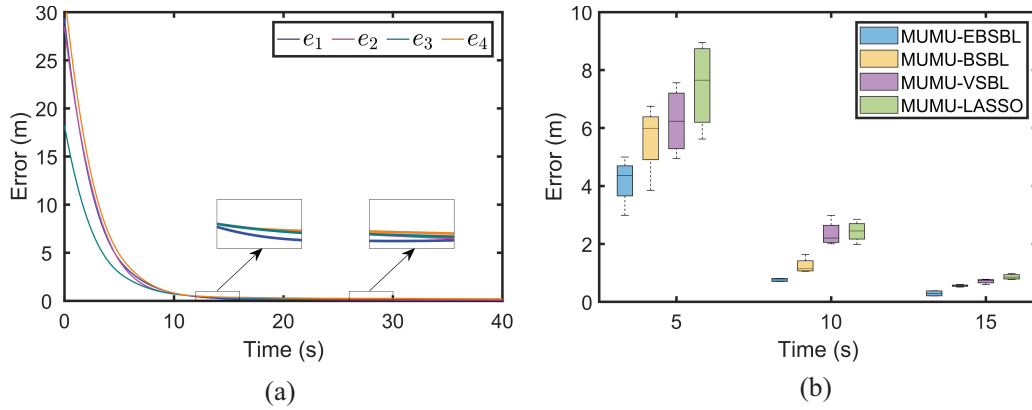 30
25
20
15
10
5
0
Error (m)
e1 e2 e3 e4
0 10 20 30 40
Time (s)
(a)
10
8
6
4
2
0
Error (m)
MUMU-EBSBL
MUMU-BSBL
MUMU-VSBL
MUMU-LASSO
5 10 15
Time (s)
(b)